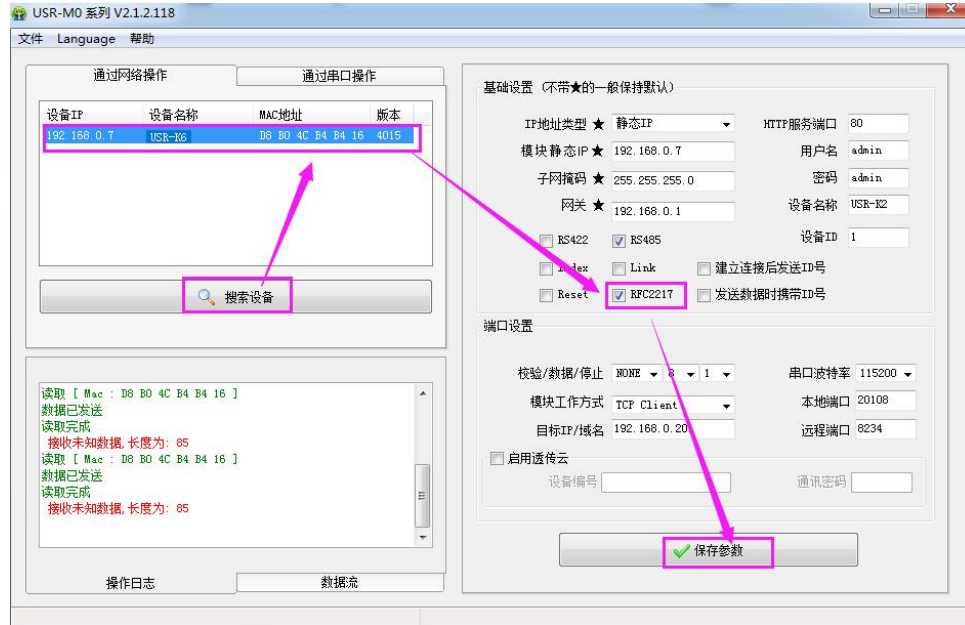 USR-M0 系列 V2.1.2.118
文件 Language 帮助
通过网络操作 通过串口操作
设备IP 设备名称 MAC地址 版本
192.168.0.7 USR-K6 D8 B0 4C B4 B4 16 4015
搜索设备
读取 [ Mac : D8 B0 4C B4 B4 16 ]
数据已发送
读取完成
接收未知数据,长度为: 85
读取 [ Mac : D8 B0 4C B4 B4 16 ]
数据已发送
读取完成
接收未知数据,长度为: 85
操作日志 数据流
基础设置 (不带★的一般保持默认)
IP地址类型 ★ 静态IP HTTP服务端口 80
模块静态IP★ 192.168.0.7 用户名 admin
子网掩码 ★ 255.255.255.0 密码 admin
网关 ★ 192.168.0.1 设备名称 USR-K2
RS422 RS485 设备ID 1
Index Link 建立连接后发送ID号
Reset RFC2217 发送数据时携带ID号
端口设置
校验/数据/停止 NONE 8 1 串口波特率 115200
模块工作方式 TCP Client 本地端口 20108
目标IP/域名 192.168.0.20 远程端口 8234
启用透传云
设备编号 通讯密码
保存参数